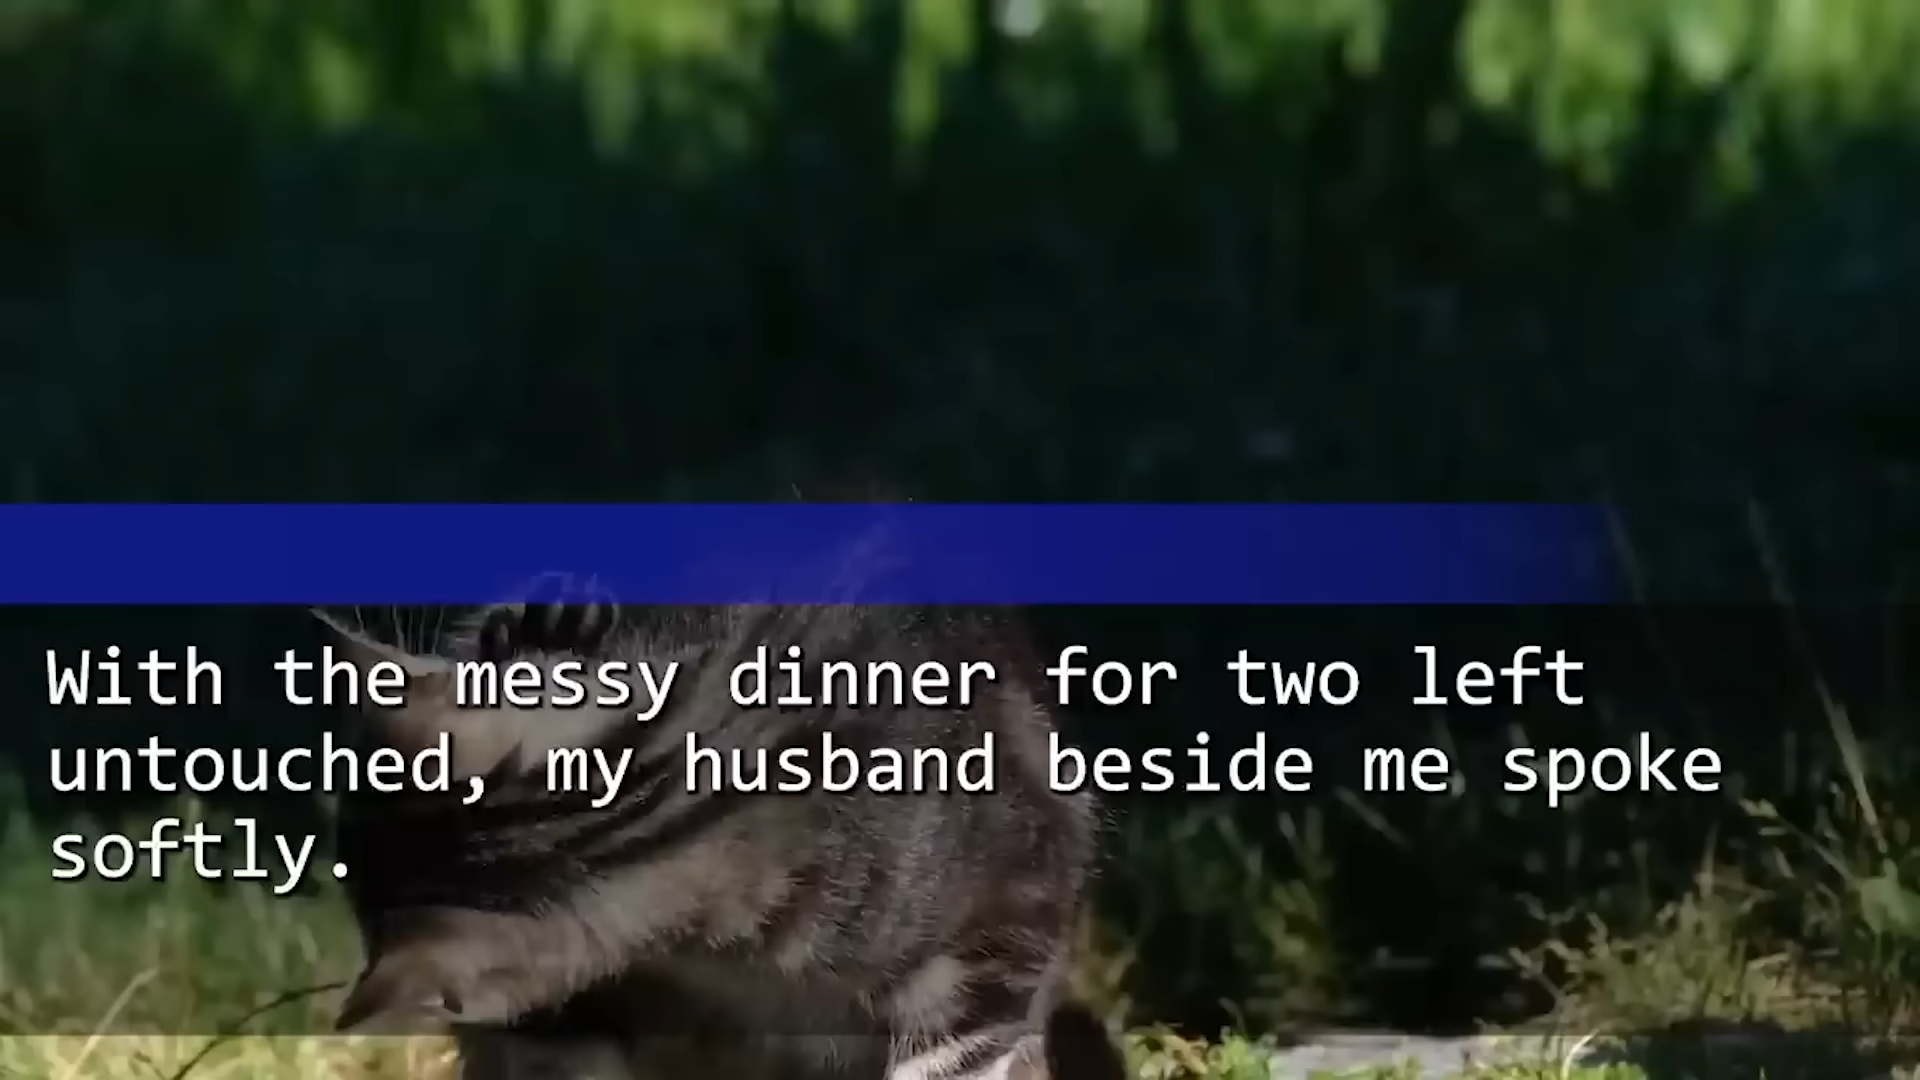 With the messy dinner for two left
untouched, my husband beside me spoke
softly.